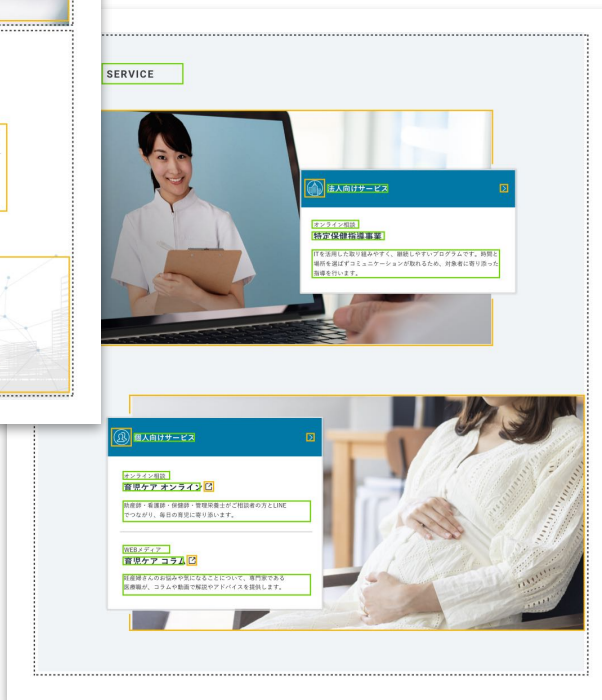 SERVICE
法人向けサービス
オンライン相談
特定保健指導事業
ITを活用した取り組みやすく、継続しやすいプログラムです。時間と
場所を選ばずコミュニケーションが取れるため、対象者に寄り添った
指導を行います。
個人向けサービス
オンライン相談
育児ケア オンライン
助産師・看護師・保健師・管理栄養士がご相談者の方とLINE
でつながり、毎日の育児に寄り添います。
WEBメディア
育児ケア コラム
妊産婦さんのお悩みや気になることについて、専門家である
医療職が、コラムや動画で解説やアドバイスを提供します。